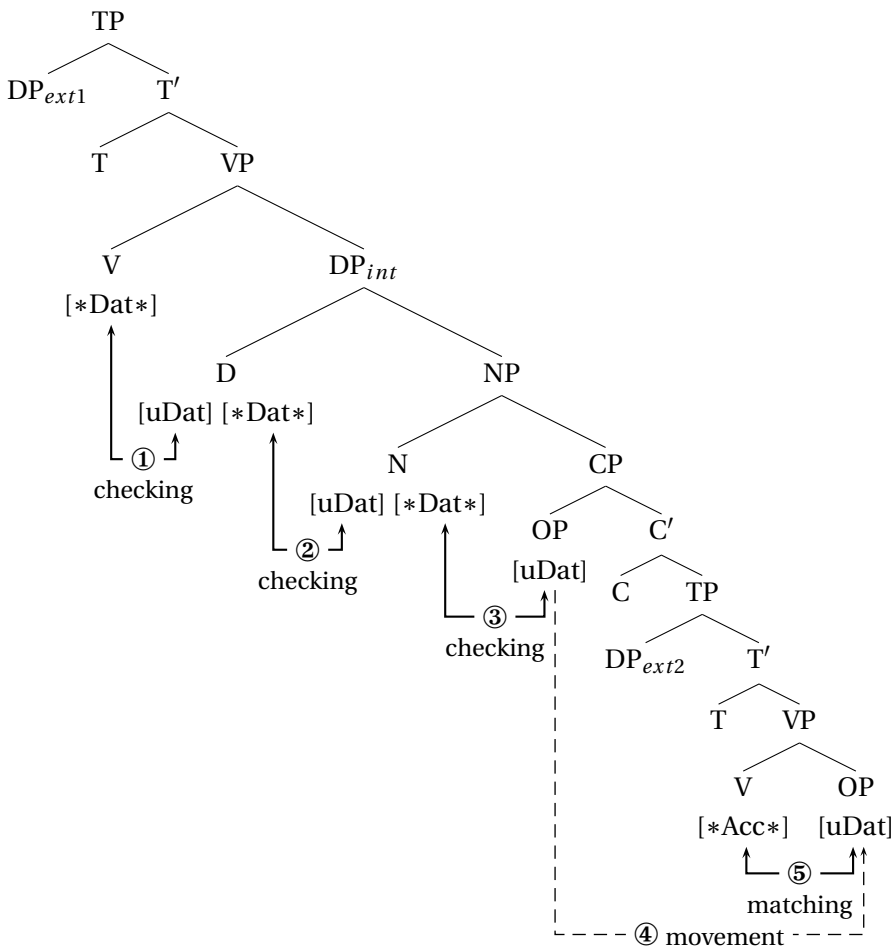 TP
DP_ext1 T′
T VP
V DP_int
[∗Dat∗]
D NP
[uDat] [∗Dat∗]
① N CP
checking
[uDat] [∗Dat∗] OP C′
② [uDat] C TP
checking
③ DP_ext2 T′
checking
T VP
V OP
[∗Acc∗] [uDat]
⑤
matching
④ movement